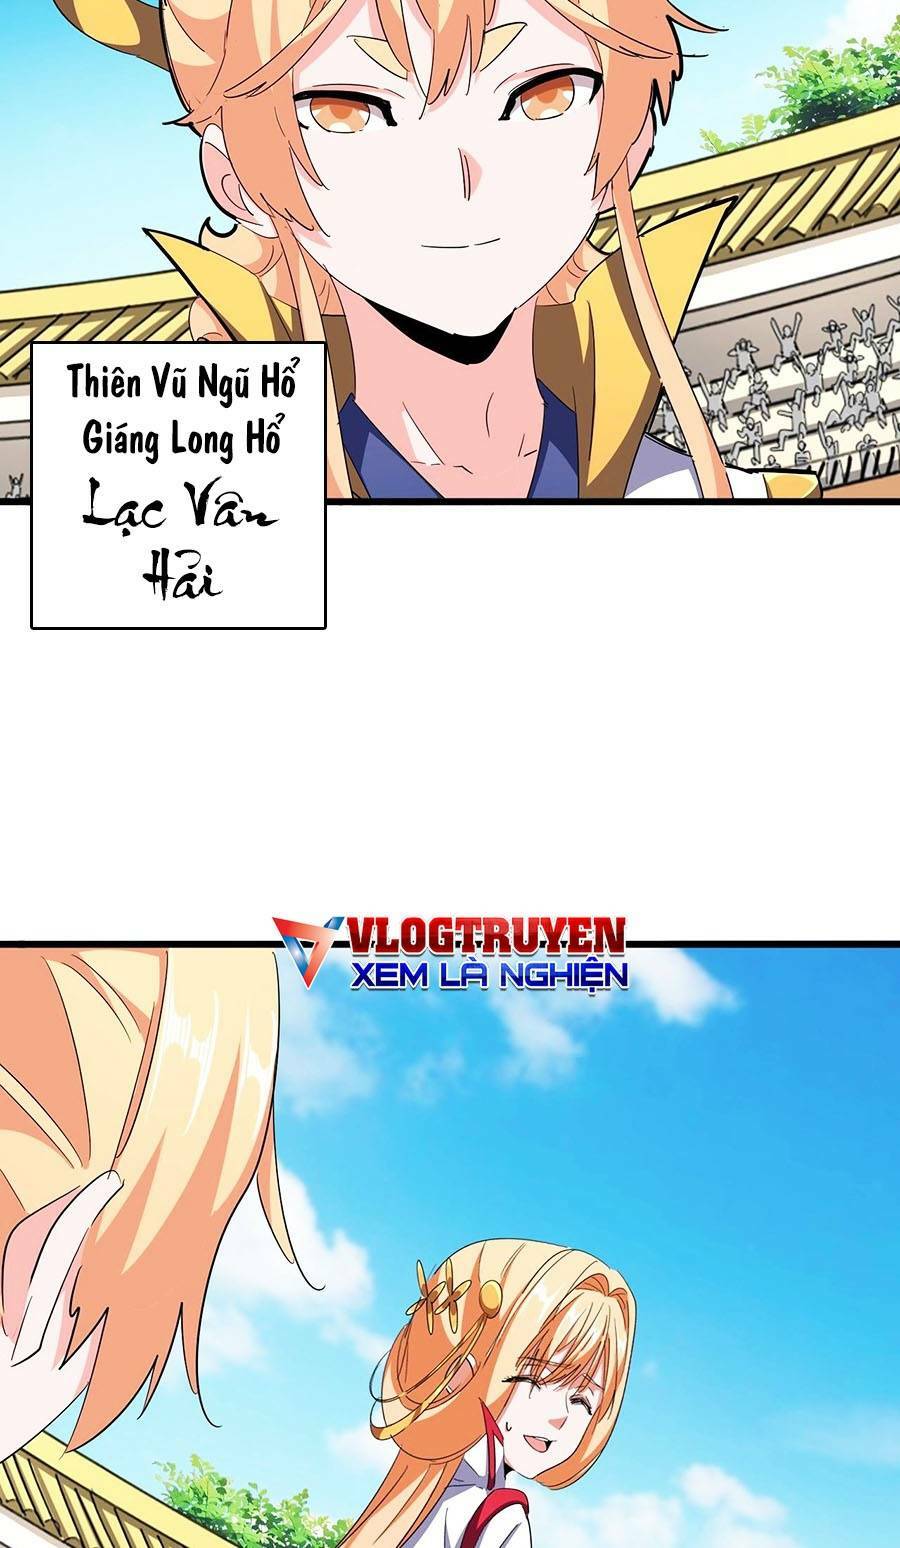 Thiên Vũ Ngũ Hổ
Giáng Long Hổ
Lạc Vân
Hải
VLOGTRUYEN
XEM LÀ NGHIỆN